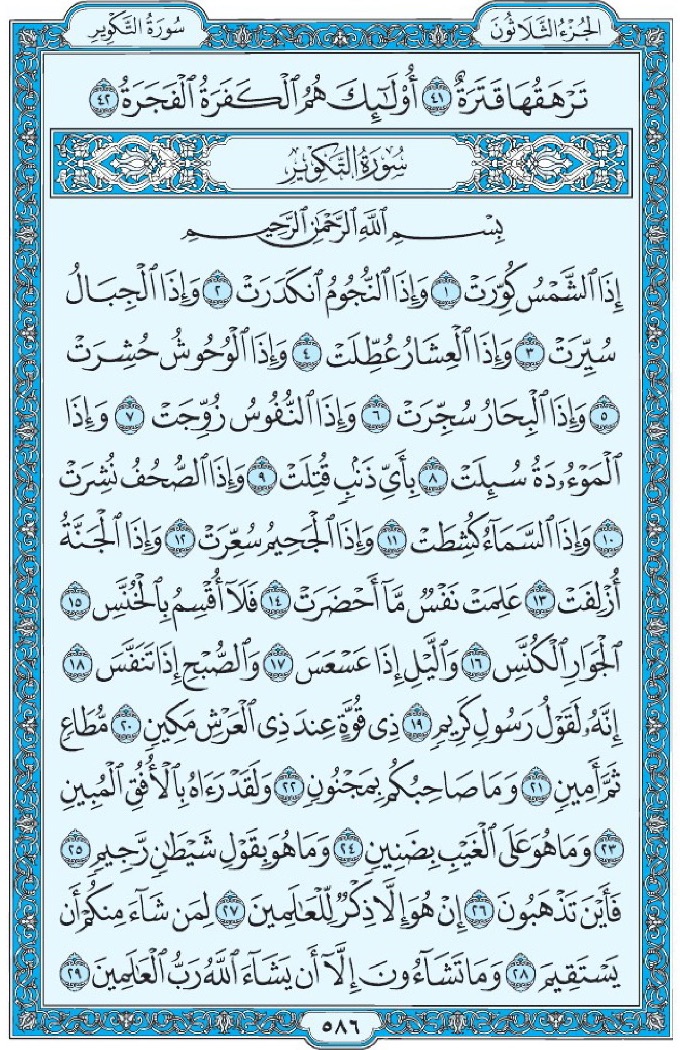 سُورَةُ التَّكْوِيرِ
الجُزْءُ الثَّلَاثُونَ
تَرْهَقُهَا قَتَرَةٌ ٤١ أُوْلَٰٓئِكَ هُمُ ٱلْكَفَرَةُ ٱلْفَجَرَةُ ٤٢
سُورَةُ التَّكْوِيرِ
بِسْمِ ٱللَّهِ ٱلرَّحْمَٰنِ ٱلرَّحِيمِ
إِذَا ٱلشَّمْسُ كُوِّرَتْ ١ وَإِذَا ٱلنُّجُومُ ٱنكَدَرَتْ ٢ وَإِذَا ٱلْجِبَالُ
سُيِّرَتْ ٣ وَإِذَا ٱلْعِشَارُ عُطِّلَتْ ٤ وَإِذَا ٱلْوُحُوشُ حُشِرَتْ
٥ وَإِذَا ٱلْبِحَارُ سُجِّرَتْ ٦ وَإِذَا ٱلنُّفُوسُ زُوِّجَتْ ٧ وَإِذَا
ٱلْمَوْءُۥدَةُ سُئِلَتْ ٨ بِأَىِّ ذَنۢبٍ قُتِلَتْ ٩ وَإِذَا ٱلصُّحُفُ نُشِرَتْ
١٠ وَإِذَا ٱلسَّمَآءُ كُشِطَتْ ١١ وَإِذَا ٱلْجَحِيمُ سُعِّرَتْ ١٢ وَإِذَا ٱلْجَنَّةُ
أُزْلِفَتْ ١٣ عَلِمَتْ نَفْسٌ مَّآ أَحْضَرَتْ ١٤ فَلَآ أُقْسِمُ بِٱلْخُنَّسِ ١٥
ٱلْجَوَارِ ٱلْكُنَّسِ ١٦ وَٱلَّيْلِ إِذَا عَسْعَسَ ١٧ وَٱلصُّبْحِ إِذَا تَنَفَّسَ ١٨
إِنَّهُۥ لَقَوْلُ رَسُولٍ كَرِيمٍ ١٩ ذِى قُوَّةٍ عِندَ ذِى ٱلْعَرْشِ مَكِينٍ ٢٠ مُّطَاعٍ
ثَمَّ أَمِينٍ ٢١ وَمَا صَاحِبُكُم بِمَجْنُونٍ ٢٢ وَلَقَدْ رَءَاهُ بِٱلْأُفُقِ ٱلْمُبِينِ
٢٣ وَمَا هُوَ عَلَى ٱلْغَيْبِ بِضَنِينٍ ٢٤ وَمَا هُوَ بِقَوْلِ شَيْطَٰنٍ رَّجِيمٍ ٢٥
فَأَيْنَ تَذْهَبُونَ ٢٦ إِنْ هُوَ إِلَّا ذِكْرٌ لِّلْعَٰلَمِينَ ٢٧ لِمَن شَآءَ مِنكُمْ أَن
يَسْتَقِيمَ ٢٨ وَمَا تَشَآءُونَ إِلَّآ أَن يَشَآءَ ٱللَّهُ رَبُّ ٱلْعَٰلَمِينَ ٢٩
٥٨٦